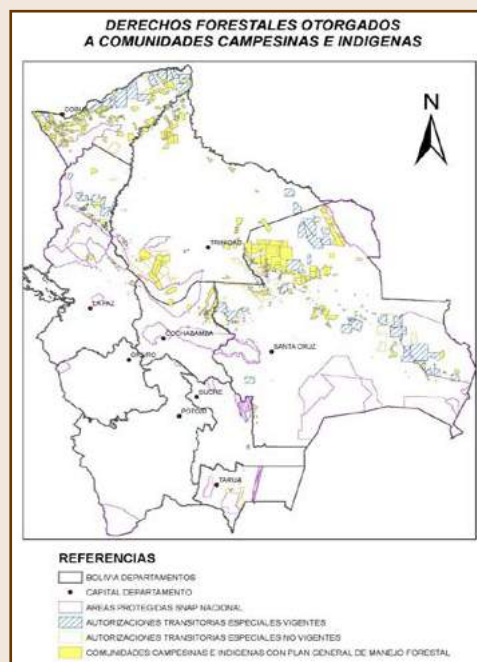 DERECHOS FORESTALES OTORGADOS
A COMUNIDADES CAMPESINAS E INDIGENAS
N
COBIJA
TRINIDAD
LA PAZ
COCHABAMBA
ORURO
SANTA CRUZ
SUCRE
POTOSI
TARIJA
REFERENCIAS
BOLIVIA DEPARTAMENTOS
CAPITAL DEPARTAMENTO
AREAS PROTEGIDAS SNAP NACIONAL
AUTORIZACIONES TRANSITORIAS ESPECIALES VIGENTES
AUTORIZACIONES TRANSITORIAS ESPECIALES NO VIGENTES
COMUNIDADES CAMPESINAS E INDIGENAS CON PLAN GENERAL DE MANEJO FORESTAL